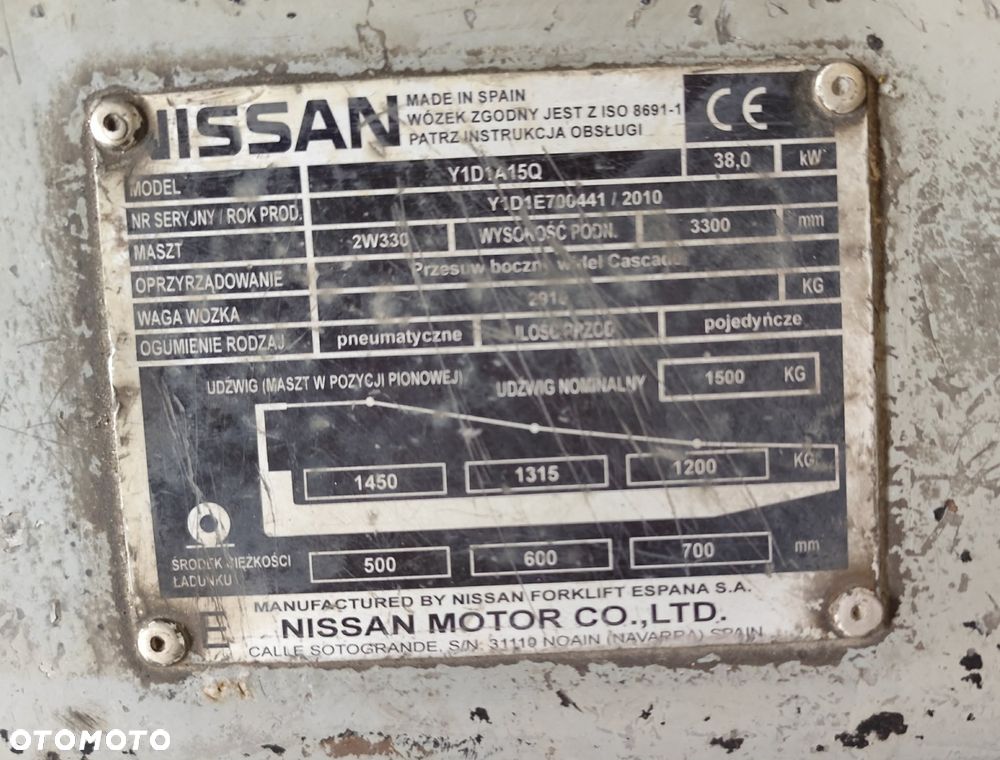 NISSAN
MADE IN SPAIN
WÓZEK ZGODNY JEST Z ISO 8691-1
PATRZ INSTRUKCJA OBSŁUGI
CE
MODEL Y1D1A15Q 38,0 kW
NR SERYJNY / ROK PROD. Y1D1E700441 / 2010
MASZT 2W330 WYSOKOŚĆ PODN. 3300 mm
OPRZYRZĄDOWANIE Przesuw boczny wideł Cascade
WAGA WÓZKA KG
OGUMIENIE RODZAJ pneumatyczne ILOŚĆ PRZÓD pojedyńcze
UDŹWIG (MASZT W POZYCJI PIONOWEJ) UDŹWIG NOMINALNY 1500 KG
1450 1315 1200 KG
ŚRODEK CIĘŻKOŚCI
ŁADUNKU
500 600 700 mm
MANUFACTURED BY NISSAN FORKLIFT ESPANA S.A.
E NISSAN MOTOR CO.,LTD.
CALLE SOTOGRANDE, S/N 31110 NOAIN (NAVARRA) SPAIN
OTOMOTO